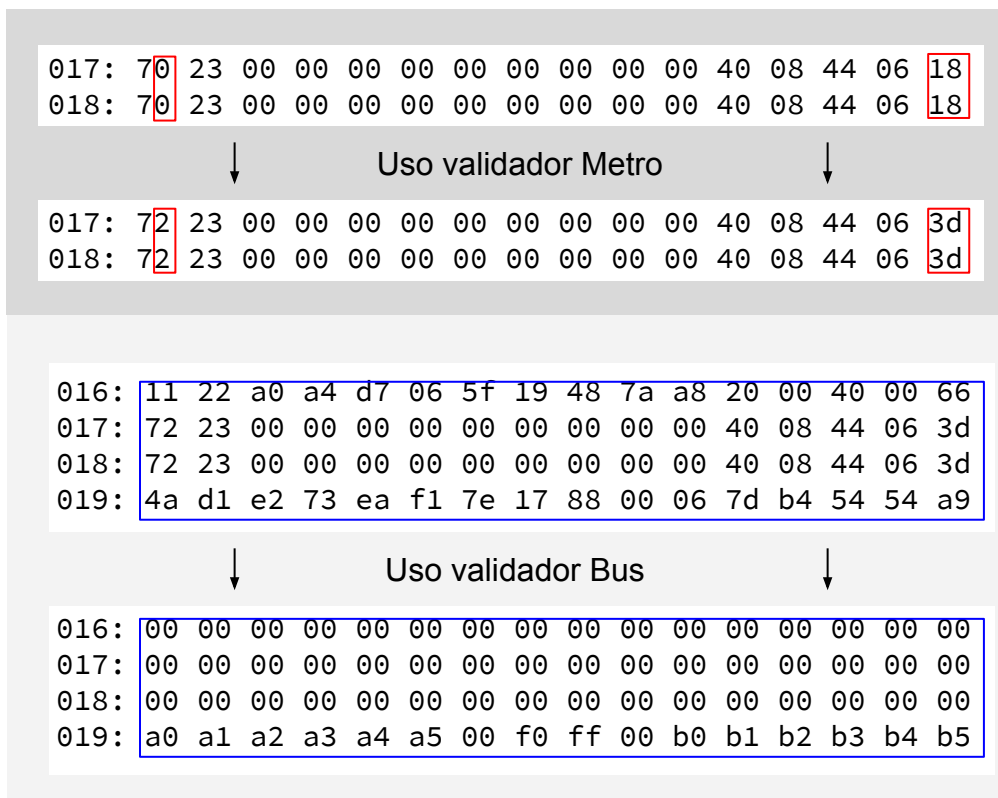 017: 70 23 00 00 00 00 00 00 00 00 00 40 08 44 06 18
018: 70 23 00 00 00 00 00 00 00 00 00 40 08 44 06 18
↓ Uso validador Metro ↓
017: 72 23 00 00 00 00 00 00 00 00 00 40 08 44 06 3d
018: 72 23 00 00 00 00 00 00 00 00 00 40 08 44 06 3d
016: 11 22 a0 a4 d7 06 5f 19 48 7a a8 20 00 40 00 66
017: 72 23 00 00 00 00 00 00 00 00 00 40 08 44 06 3d
018: 72 23 00 00 00 00 00 00 00 00 00 40 08 44 06 3d
019: 4a d1 e2 73 ea f1 7e 17 88 00 06 7d b4 54 54 a9
↓ Uso validador Bus ↓
016: 00 00 00 00 00 00 00 00 00 00 00 00 00 00 00 00
017: 00 00 00 00 00 00 00 00 00 00 00 00 00 00 00 00
018: 00 00 00 00 00 00 00 00 00 00 00 00 00 00 00 00
019: a0 a1 a2 a3 a4 a5 00 f0 ff 00 b0 b1 b2 b3 b4 b5